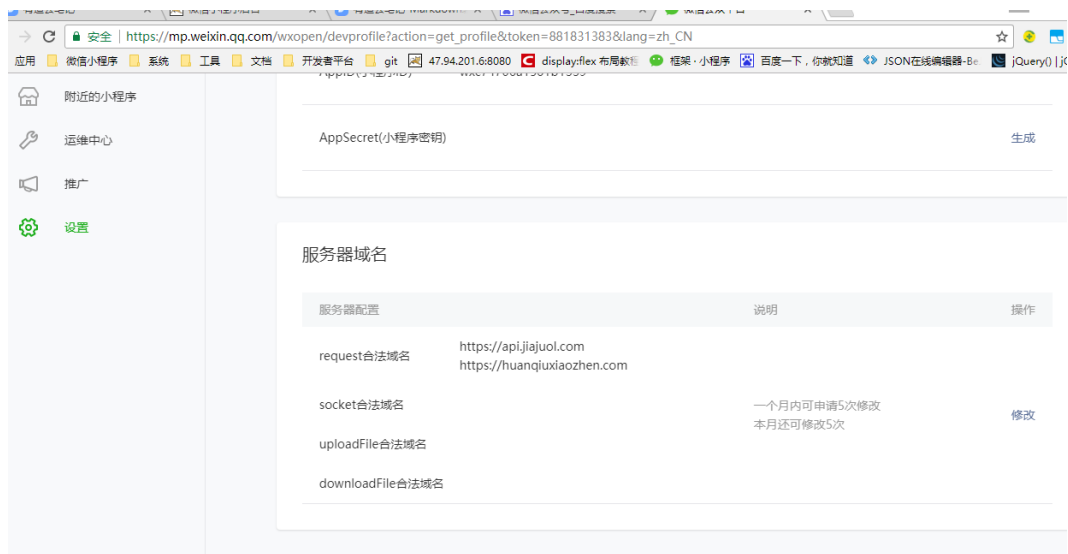 安全 | https://mp.weixin.qq.com/wxopen/devprofile?action=get_profile&token=881831383&lang=zh_CN
应用 微信小程序 系统 工具 文档 开发者平台 git 47.94.201.6:8080 display:flex 布局教程 框架 · 小程序 百度一下，你就知道 JSON在线编辑器-Be jQuery()
附近的小程序
AppSecret(小程序密钥) 生成
运维中心
推广
设置
服务器域名
服务器配置 说明 操作
request合法域名 https://api.jiajuol.com
https://huanqiuxiaozhen.com
socket合法域名 一个月内可申请5次修改
本月还可修改5次 修改
uploadFile合法域名
downloadFile合法域名